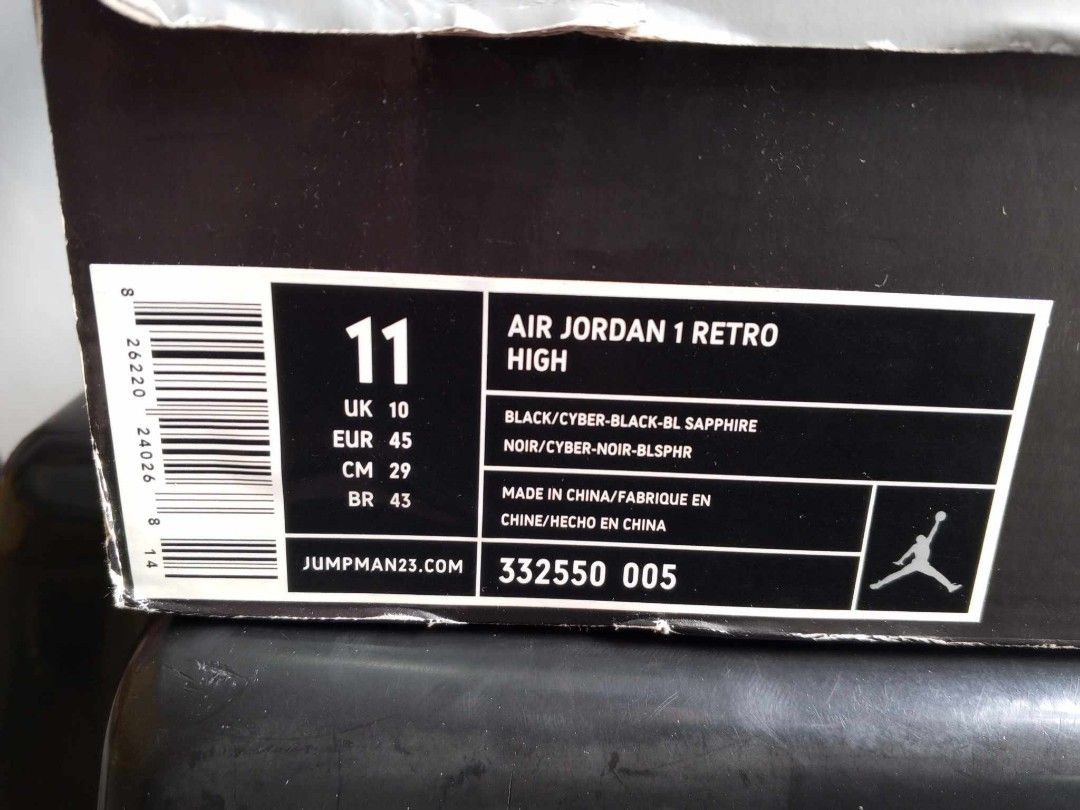 8
26220
24026
8
14
11
UK 10
EUR 45
CM 29
BR 43
JUMPMAN23.COM
AIR JORDAN 1 RETRO
HIGH
BLACK/CYBER-BLACK-BL SAPPHIRE
NOIR/CYBER-NOIR-BLSPHR
MADE IN CHINA/FABRIQUE EN
CHINE/HECHO EN CHINA
332550 005